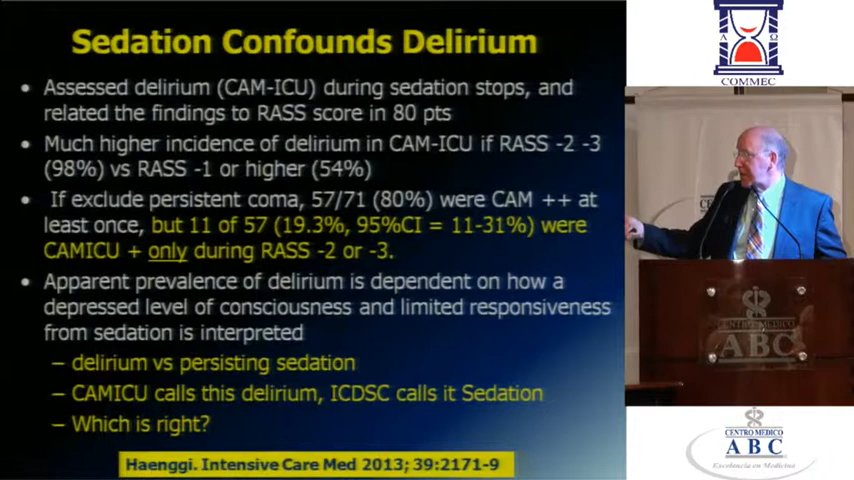 Sedation Confounds Delirium
• Assessed delirium (CAM-ICU) during sedation stops, and
related the findings to RASS score in 80 pts
• Much higher incidence of delirium in CAM-ICU if RASS -2 -3
(98%) vs RASS -1 or higher (54%)
• If exclude persistent coma, 57/71 (80%) were CAM ++ at
least once, but 11 of 57 (19.3%, 95%CI = 11-31%) were
CAMICU + only during RASS -2 or -3.
• Apparent prevalence of delirium is dependent on how a
depressed level of consciousness and limited responsiveness
from sedation is interpreted
– delirium vs persisting sedation
– CAMICU calls this delirium, ICDSC calls it Sedation
– Which is right?
Haenggi. Intensive Care Med 2013; 39:2171-9
Α Ω
COMMEC
CENTRO MEDICO
ABC
CENTRO MEDICO
ABC
Excelencia en Medicina